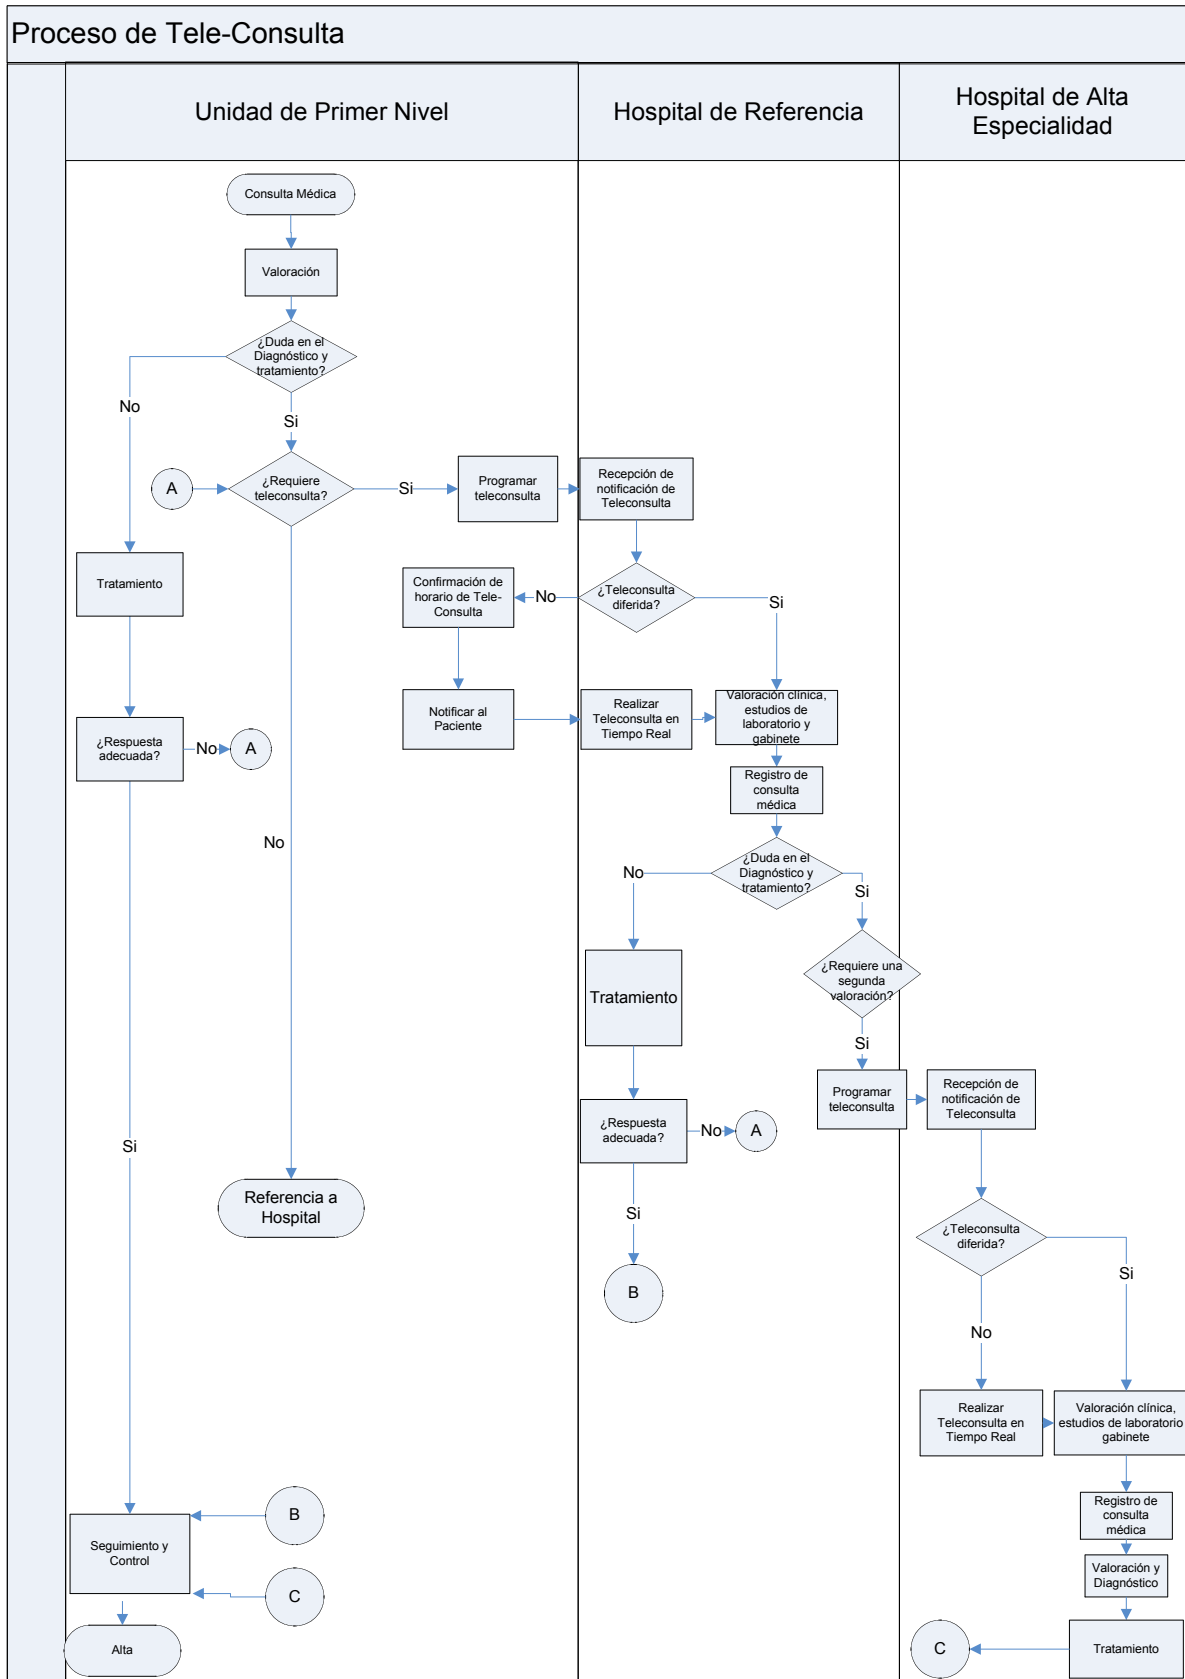 Proceso de Tele-Consulta
Unidad de Primer Nivel
Hospital de Referencia
Hospital de Alta
Especialidad
Consulta Médica
Valoración
¿Duda en el
Diagnóstico y
tratamiento?
No
Si
A
¿Requiere
teleconsulta?
Si
Programar
teleconsulta
Recepción de
notificación de
Teleconsulta
Tratamiento
Confirmación de
horario de Tele-
Consulta
No
¿Teleconsulta
diferida?
Si
Notificar al
Paciente
Realizar
Teleconsulta en
Tiempo Real
Valoración clínica,
estudios de
laboratorio y
gabinete
¿Respuesta
adecuada?
No
A
Registro de
consulta
médica
No
¿Duda en el
Diagnóstico y
tratamiento?
No
Si
¿Requiere una
segunda
valoración?
Tratamiento
Si
Programar
teleconsulta
Recepción de
notificación de
Teleconsulta
¿Respuesta
adecuada?
No
A
Si
Referencia a
Hospital
Si
B
¿Teleconsulta
diferida?
Si
No
Realizar
Teleconsulta en
Tiempo Real
Valoración clínica,
estudios de laboratorio
gabinete
B
Registro de
consulta
médica
Seguimiento y
Control
Valoración y
Diagnóstico
C
Alta
C
Tratamiento